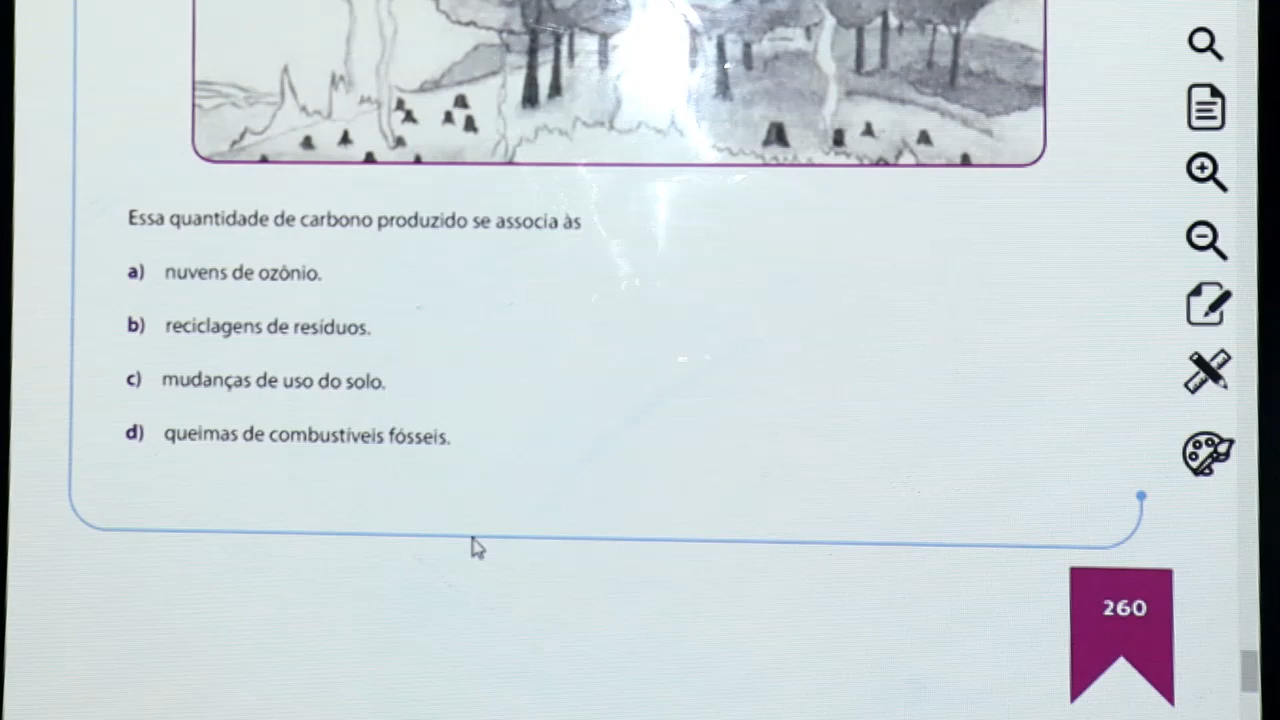 Essa quantidade de carbono produzido se associa às
a) nuvens de ozônio.
b) reciclagens de resíduos.
c) mudanças de uso do solo.
d) queimas de combustíveis fósseis.
260